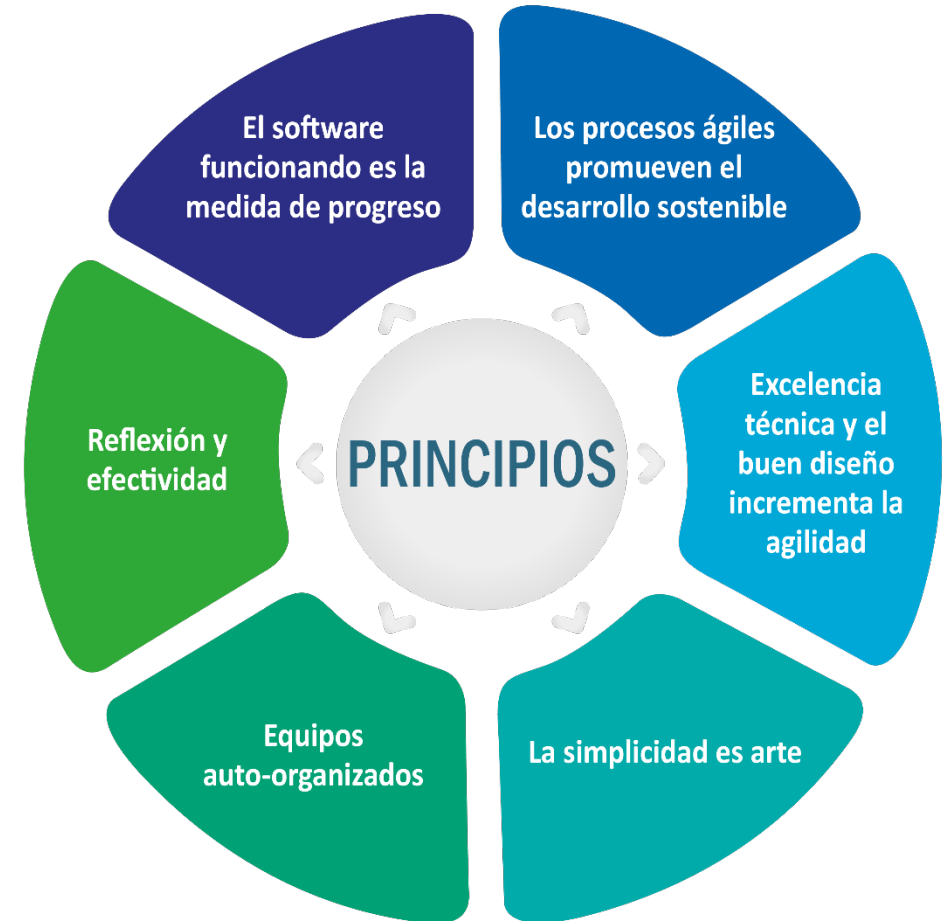 El software
funcionando es la
medida de progreso
Los procesos ágiles
promueven el
desarrollo sostenible
Excelencia
técnica y el
buen diseño
incrementa la
agilidad
La simplicidad es arte
Equipos
auto-organizados
Reflexión y
efectividad
PRINCIPIOS